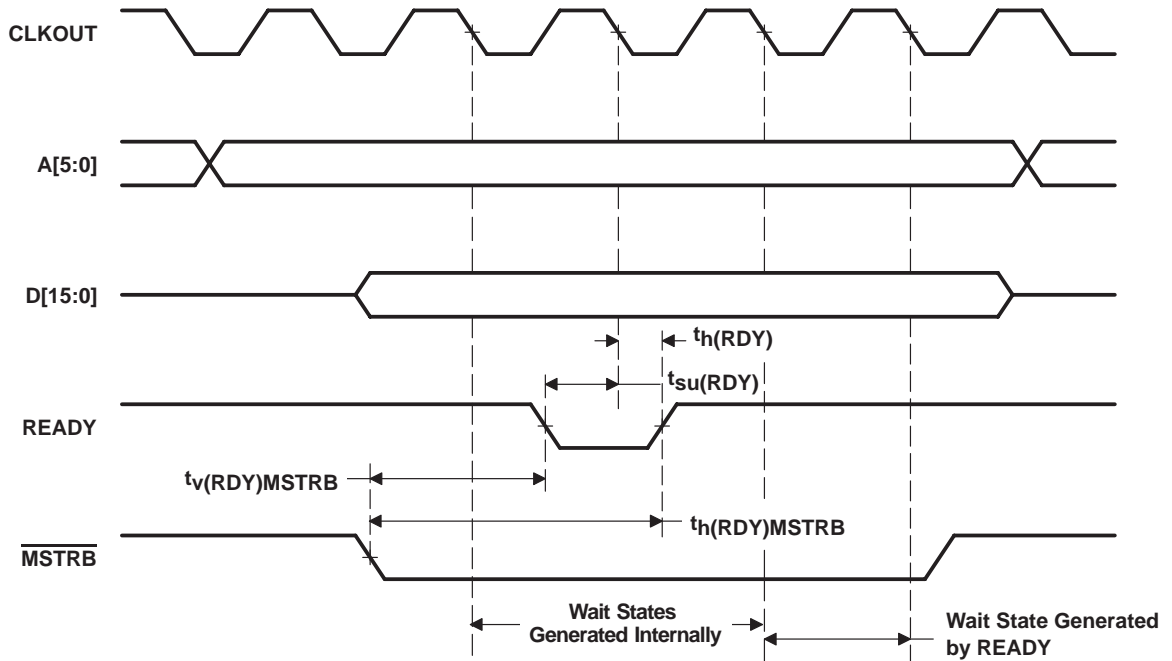 CLKOUT
A[5:0]
D[15:0]
th(RDY)
tsu(RDY)
READY
tv(RDY)MSTRB
th(RDY)MSTRB
MSTRB
Wait States
Generated Internally
Wait State Generated
by READY